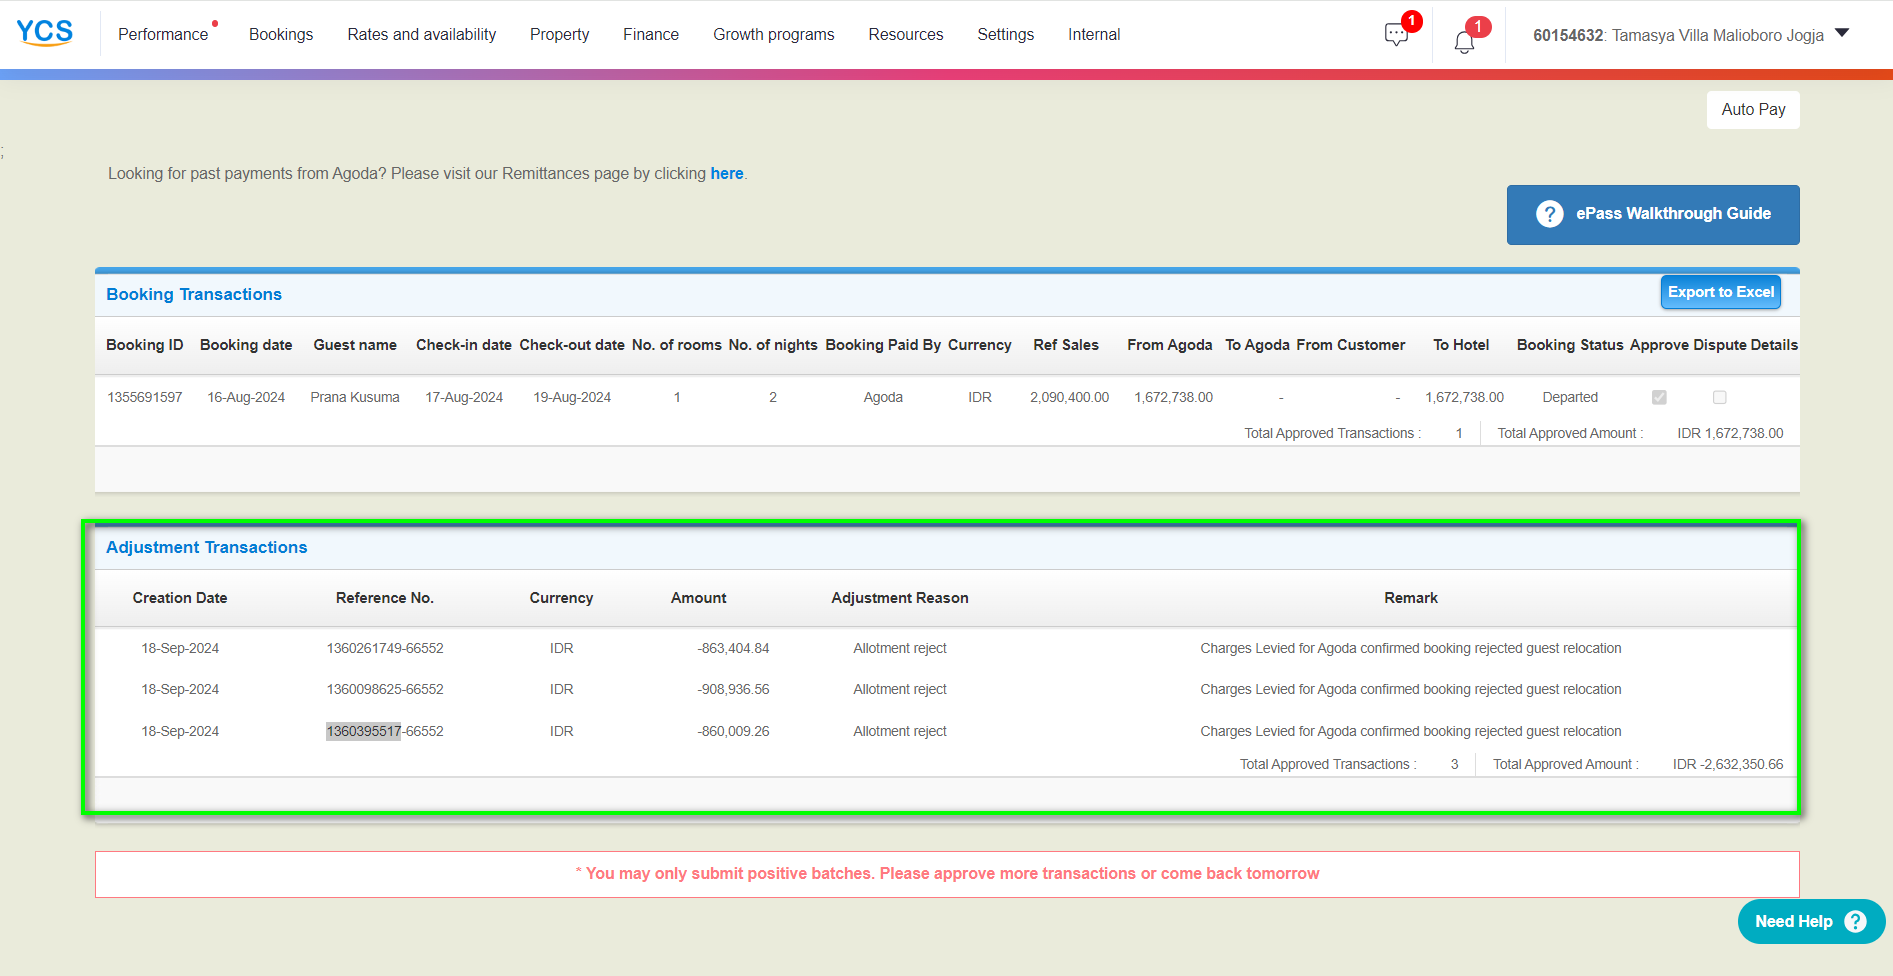 YCS Performance Bookings Rates and availability Property Finance Growth programs Resources Settings Internal 1 1 60154632: Tamasya Villa Malioboro Jogja
Auto Pay
;
Looking for past payments from Agoda? Please visit our Remittances page by clicking here.
? ePass Walkthrough Guide
Booking Transactions Export to Excel
Booking ID Booking date Guest name Check-in date Check-out date No. of rooms No. of nights Booking Paid By Currency Ref Sales From Agoda To Agoda From Customer To Hotel Booking Status Approve Dispute Details
1355691597 16-Aug-2024 Prana Kusuma 17-Aug-2024 19-Aug-2024 1 2 Agoda IDR 2,090,400.00 1,672,738.00 - - 1,672,738.00 Departed
Total Approved Transactions : 1 Total Approved Amount : IDR 1,672,738.00
Adjustment Transactions
Creation Date Reference No. Currency Amount Adjustment Reason Remark
18-Sep-2024 1360261749-66552 IDR -863,404.84 Allotment reject Charges Levied for Agoda confirmed booking rejected guest relocation
18-Sep-2024 1360098625-66552 IDR -908,936.56 Allotment reject Charges Levied for Agoda confirmed booking rejected guest relocation
18-Sep-2024 1360395517-66552 IDR -860,009.26 Allotment reject Charges Levied for Agoda confirmed booking rejected guest relocation
Total Approved Transactions : 3 Total Approved Amount : IDR -2,632,350.66
* You may only submit positive batches. Please approve more transactions or come back tomorrow
Need Help ?